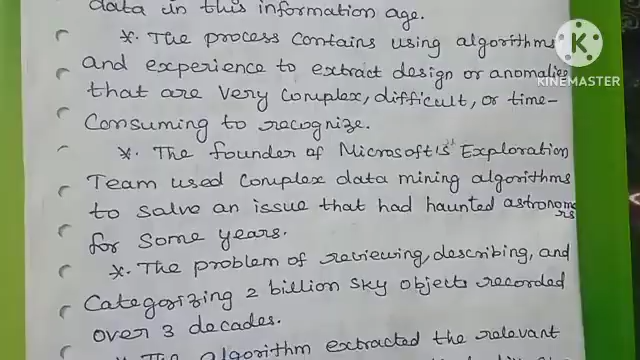 data in this information age.
*. The process contains using algorithms
and experience to extract design or anomalies
that are very complex, difficult, or time-
consuming to recognize.
*. The founder of Microsoft's Exploration
Team used complex data mining algorithms
to solve an issue that had haunted astronomers
for some years.
*. The problem of reviewing, describing, and
Categorizing 2 billion sky objects recorded
over 3 decades.
*. The algorithm extracted the relevant
KINEMASTER